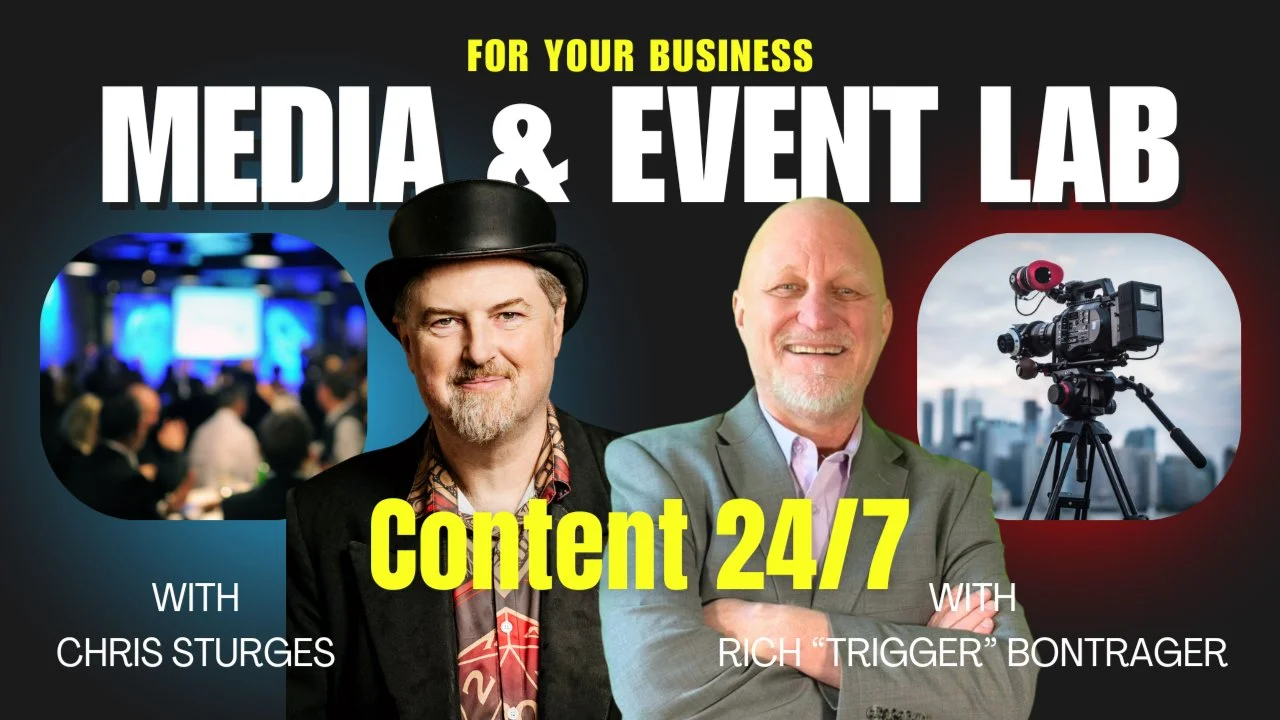 FOR YOUR BUSINESS
MEDIA & EVENT LAB
Content 24/7
WITH
CHRIS STURGES
WITH
RICH “TRIGGER” BONTRAGER